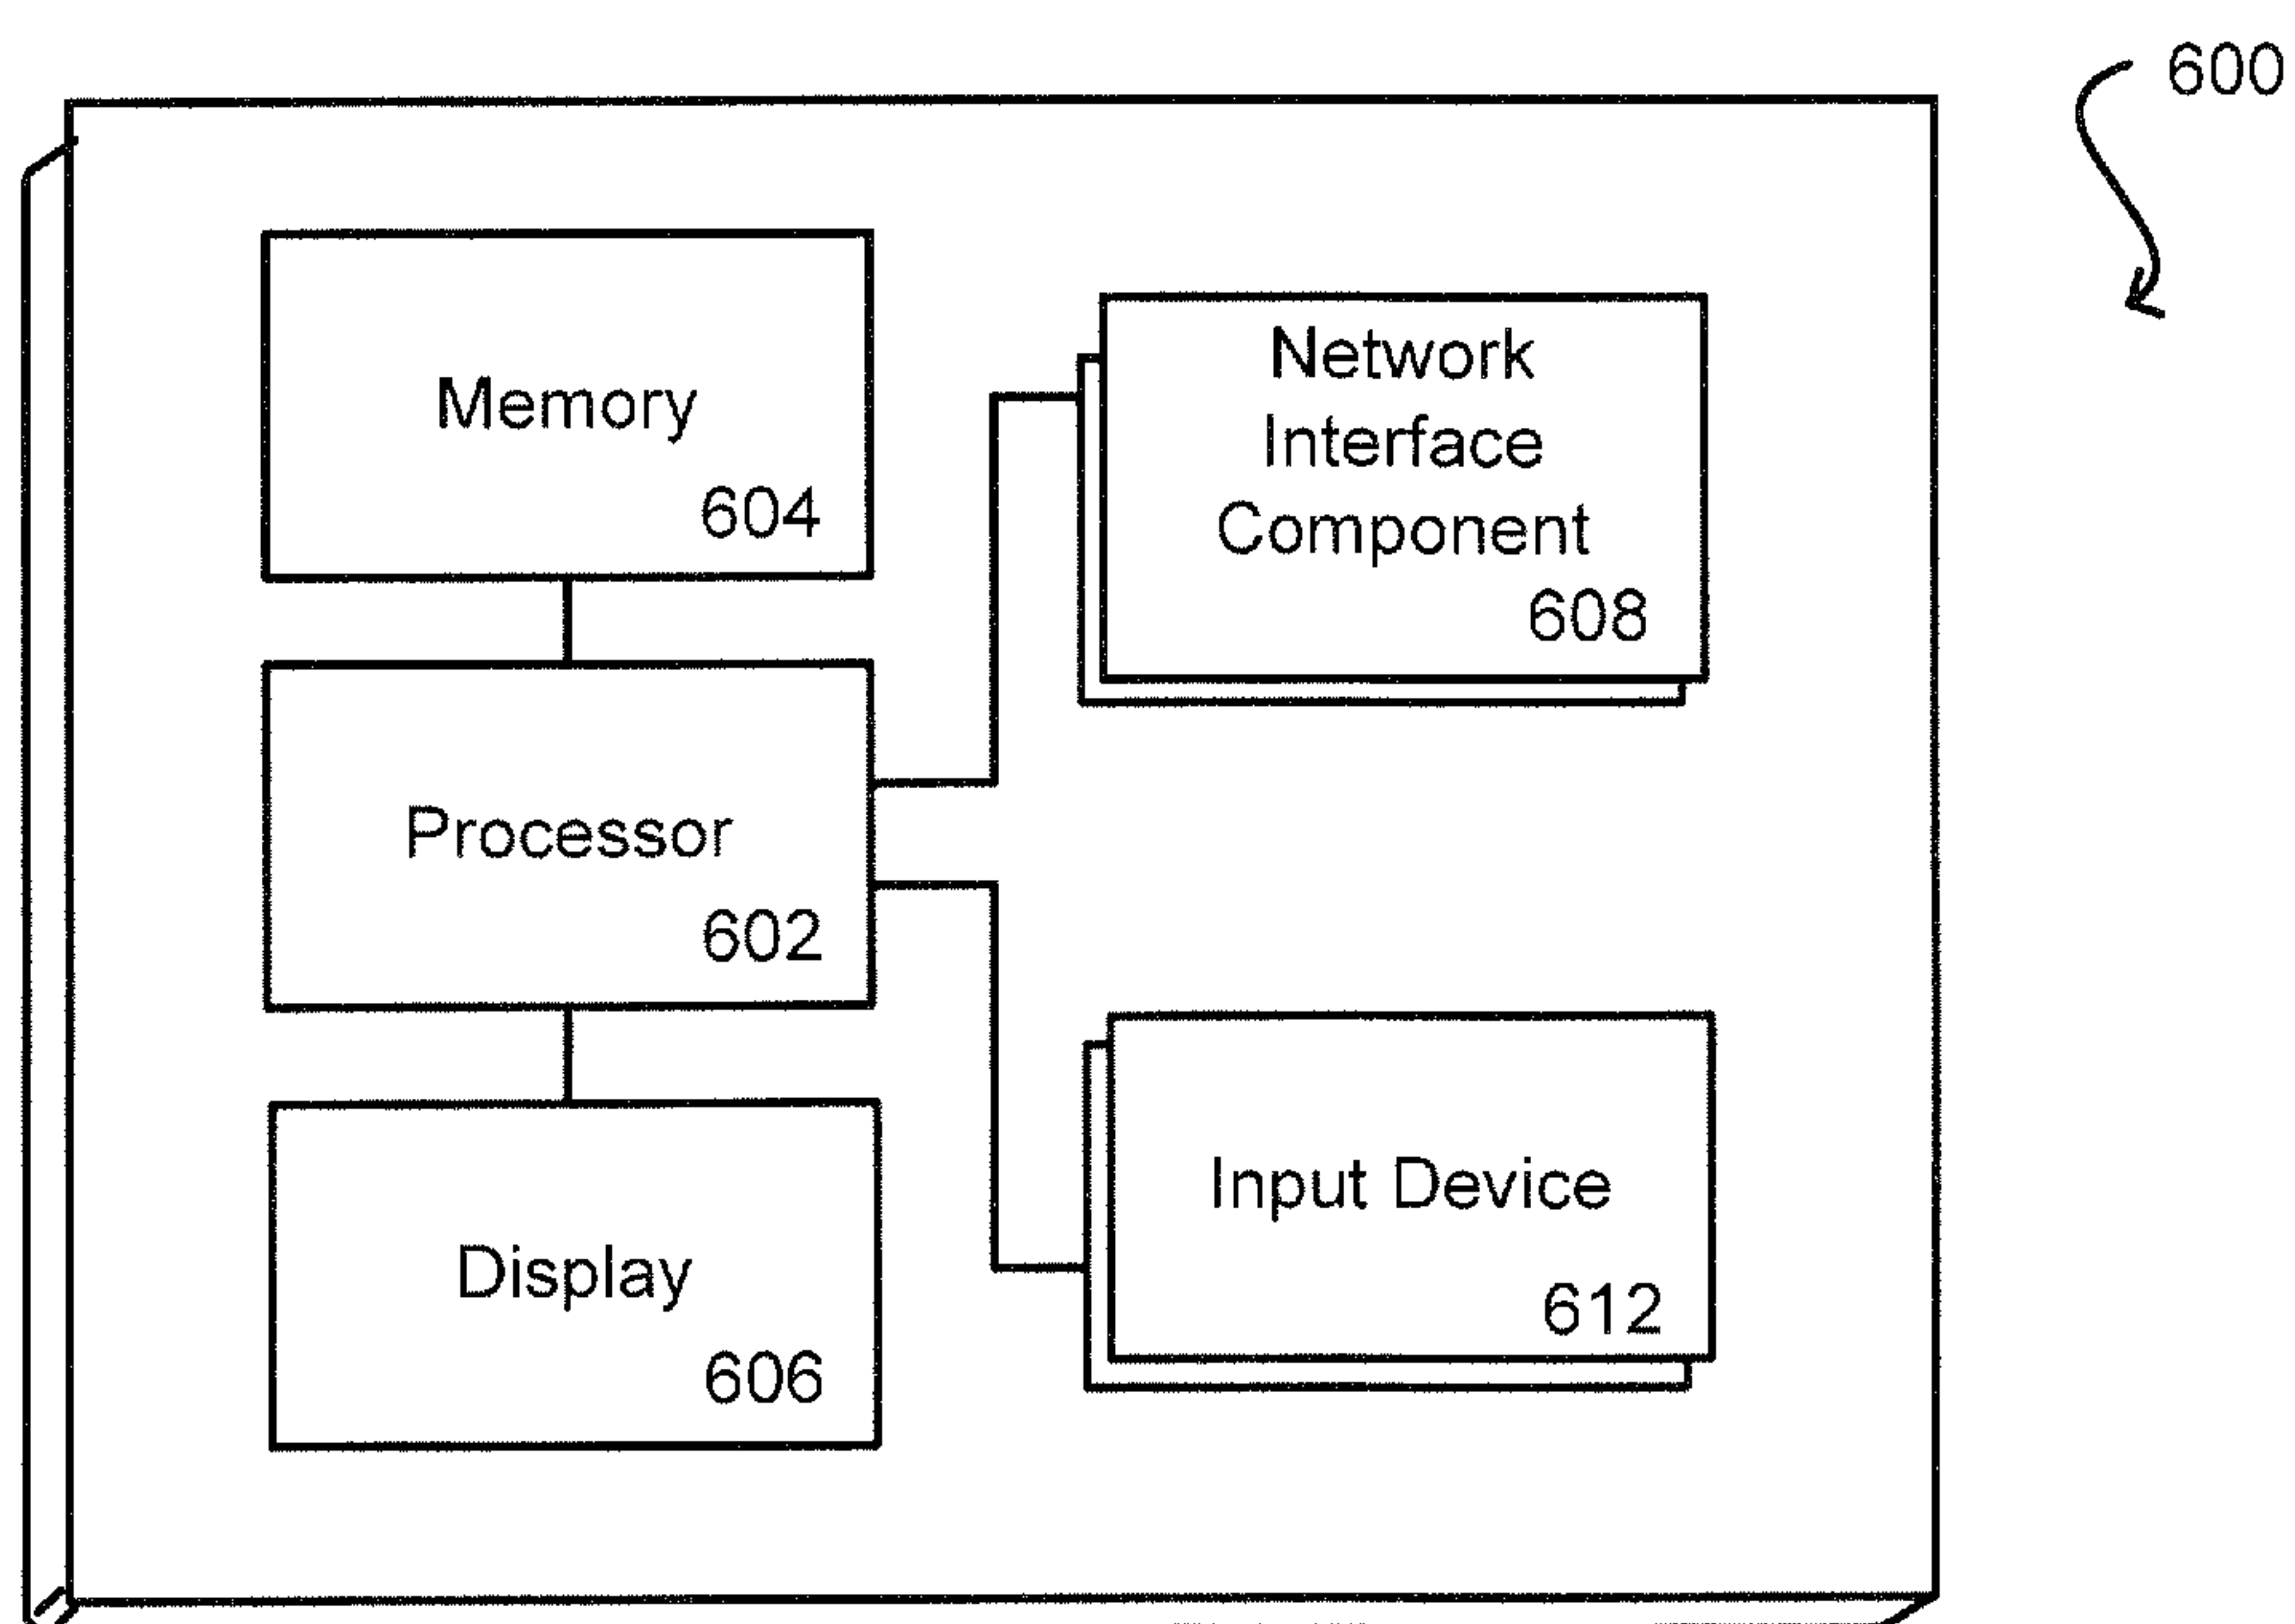 600
Memory
604
Network
Interface
Component
608
Processor
602
Input Device
612
Display
606